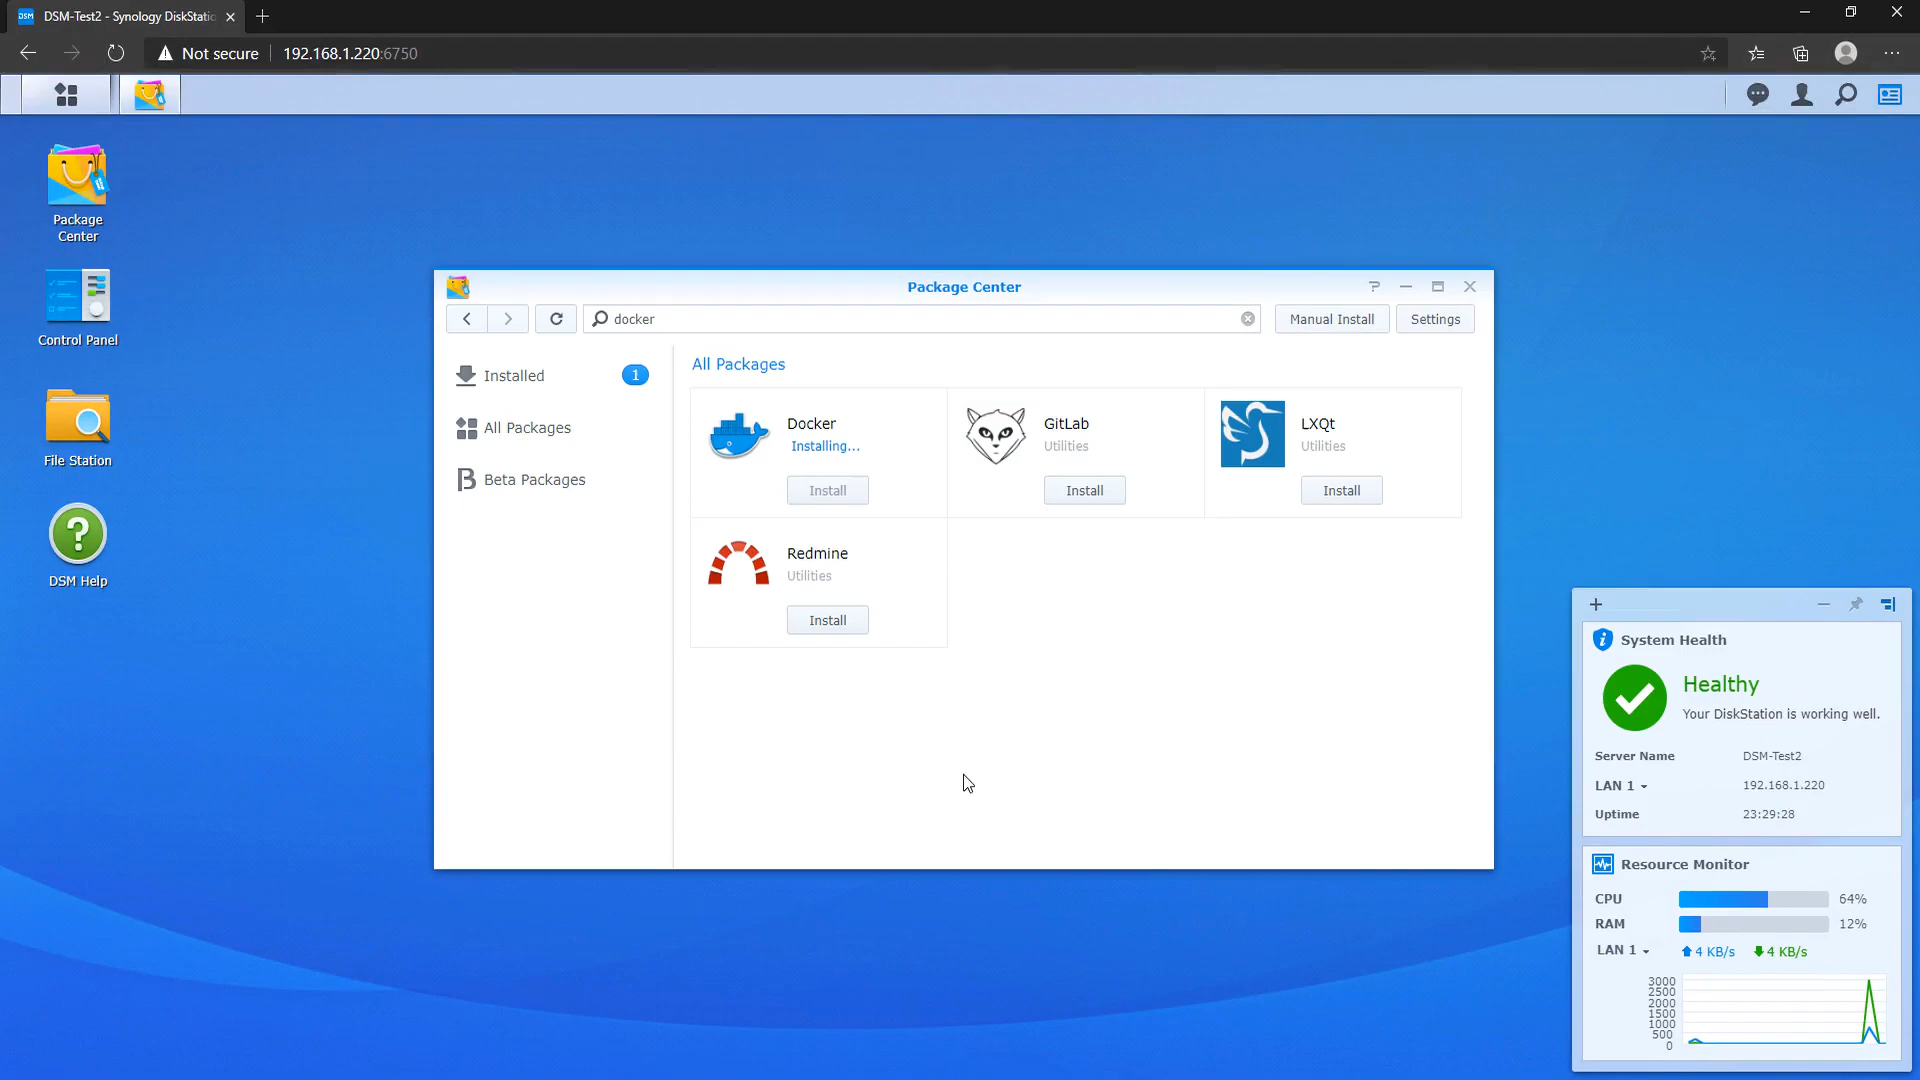 DSM-Test2 - Synology DiskStatio
Not secure
192.168.1.220:6750
Package
Center
Control Panel
File Station
DSM Help
Package Center
docker
Manual Install
Settings
Installed
1
All Packages
Beta Packages
All Packages
Docker
Installing...
Install
GitLab
Utilities
Install
LXQt
Utilities
Install
Redmine
Utilities
Install
System Health
Healthy
Your DiskStation is working well.
Server Name DSM-Test2
LAN 1 192.168.1.220
Uptime 23:29:28
Resource Monitor
CPU 64%
RAM 12%
LAN 1 4 KB/s 4 KB/s
3000
2500
2000
1500
1000
500
0